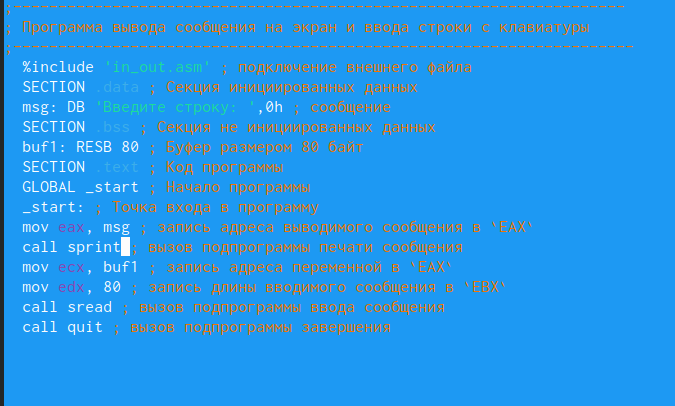 ;--------------------------------------------------------------------
; Программа вывода сообщения на экран и ввода строки с клавиатуры
;---------------------------------------------------------------------
%include 'in_out.asm' ; подключение внешнего файла
SECTION .data ; Секция инициированных данных
msg: DB 'Введите строку: ',0h ; сообщение
SECTION .bss ; Секция не инициированных данных
buf1: RESB 80 ; Буфер размером 80 байт
SECTION .text ; Код программы
GLOBAL _start ; Начало программы
_start: ; Точка входа в программу
mov eax, msg ; запись адреса выводимого сообщения в `EAX`
call sprint ; вызов подпрограммы печати сообщения
mov ecx, buf1 ; запись адреса переменной в `EAX`
mov edx, 80 ; запись длины вводимого сообщения в `EBX`
call sread ; вызов подпрограммы ввода сообщения
call quit ; вызов подпрограммы завершения